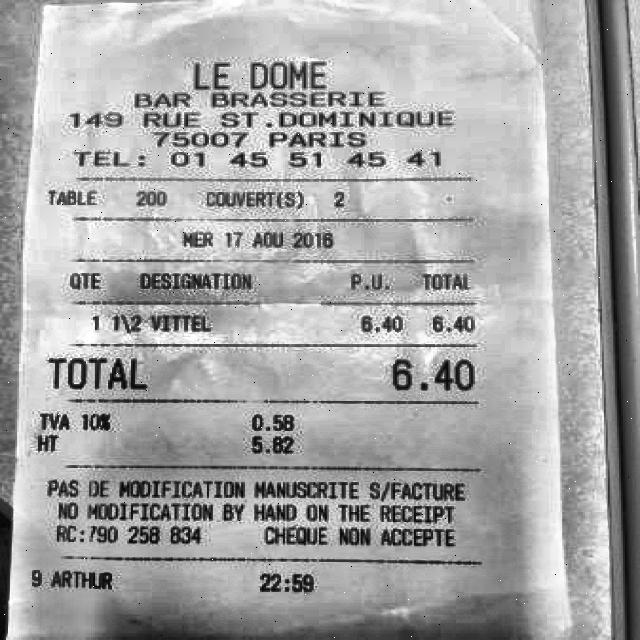 LE DOME
BAR BRASSERIE
149 RUE ST.DOMINIQUE
75007 PARIS
TEL: 01 45 51 45 41
TABLE 200 COUVERT(S) 2
MER 17 AOU 2016
QTE DESIGNATION P.U. TOTAL
1 1\2 VITTEL 6.40 6.40
TOTAL 6.40
TVA 10% 0.58
HT 5.82
PAS DE MODIFICATION MANUSCRITE S/FACTURE
NO MODIFICATION BY HAND ON THE RECEIPT
RC:790 258 834 CHEQUE NON ACCEPTE
9 ARTHUR 22:59